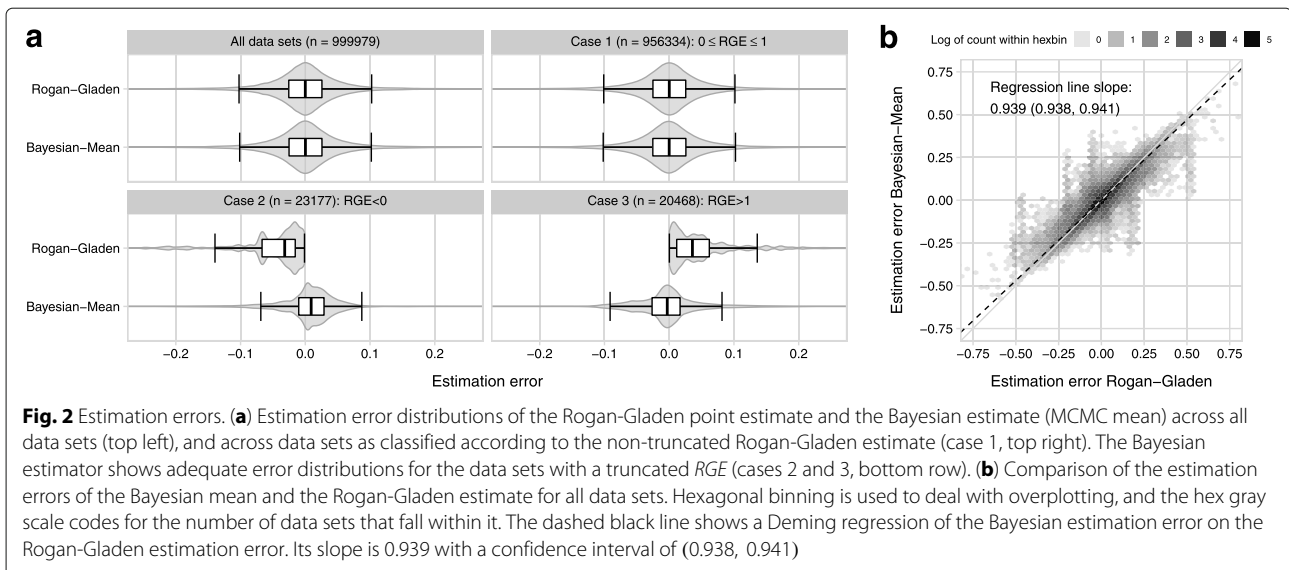 a
All data sets (n = 999979)
Case 1 (n = 956334): 0 ≤ RGE ≤ 1
Rogan−Gladen
Bayesian−Mean
Case 2 (n = 23177): RGE<0
Case 3 (n = 20468): RGE>1
Rogan−Gladen
Bayesian−Mean
−0.2 −0.1 0.0 0.1 0.2
−0.2 −0.1 0.0 0.1 0.2
Estimation error
b
Log of count within hexbin 0 1 2 3 4 5
Estimation error Bayesian−Mean
0.75
0.50
0.25
0.00
−0.25
−0.50
−0.75
Regression line slope:
0.939 (0.938, 0.941)
−0.75 −0.50 −0.25 0.00 0.25 0.50 0.75
Estimation error Rogan−Gladen
Fig. 2 Estimation errors. (a) Estimation error distributions of the Rogan-Gladen point estimate and the Bayesian estimate (MCMC mean) across all
data sets (top left), and across data sets as classified according to the non-truncated Rogan-Gladen estimate (case 1, top right). The Bayesian
estimator shows adequate error distributions for the data sets with a truncated RGE (cases 2 and 3, bottom row). (b) Comparison of the estimation
errors of the Bayesian mean and the Rogan-Gladen estimate for all data sets. Hexagonal binning is used to deal with overplotting, and the hex gray
scale codes for the number of data sets that fall within it. The dashed black line shows a Deming regression of the Bayesian estimation error on the
Rogan-Gladen estimation error. Its slope is 0.939 with a confidence interval of (0.938, 0.941)